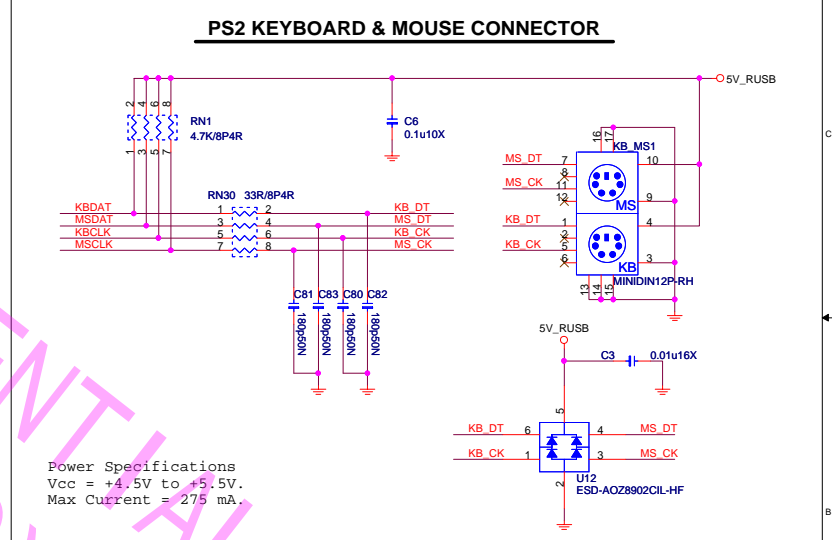 PS2 KEYBOARD & MOUSE CONNECTOR
5V_RUSB
2 4 6 8
RN1
4.7K/8P4R
1 3 5 7
C6
0.1u10X
C
16 17
KB_MS1
MS_DT 7 10
8
MS_CK 11
12 9
MS
KB_DT 1 4
2
KB_CK 5
6 3
KB
MINIDIN12P-RH
13 14 15
RN30 33R/8P4R
KBDAT 1 2 KB_DT
MSDAT 3 4 MS_DT
KBCLK 5 6 KB_CK
MSCLK 7 8 MS_CK
C81 C83 C80 C82
180p50N 180p50N 180p50N 180p50N
5V_RUSB
C3 0.01u16X
5
KB_DT 6 4 MS_DT
KB_CK 1 3 MS_CK
2
U12
ESD-AOZ8902CIL-HF
Power Specifications
Vcc = +4.5V to +5.5V.
Max Current = 275 mA.
B
ENTIAL